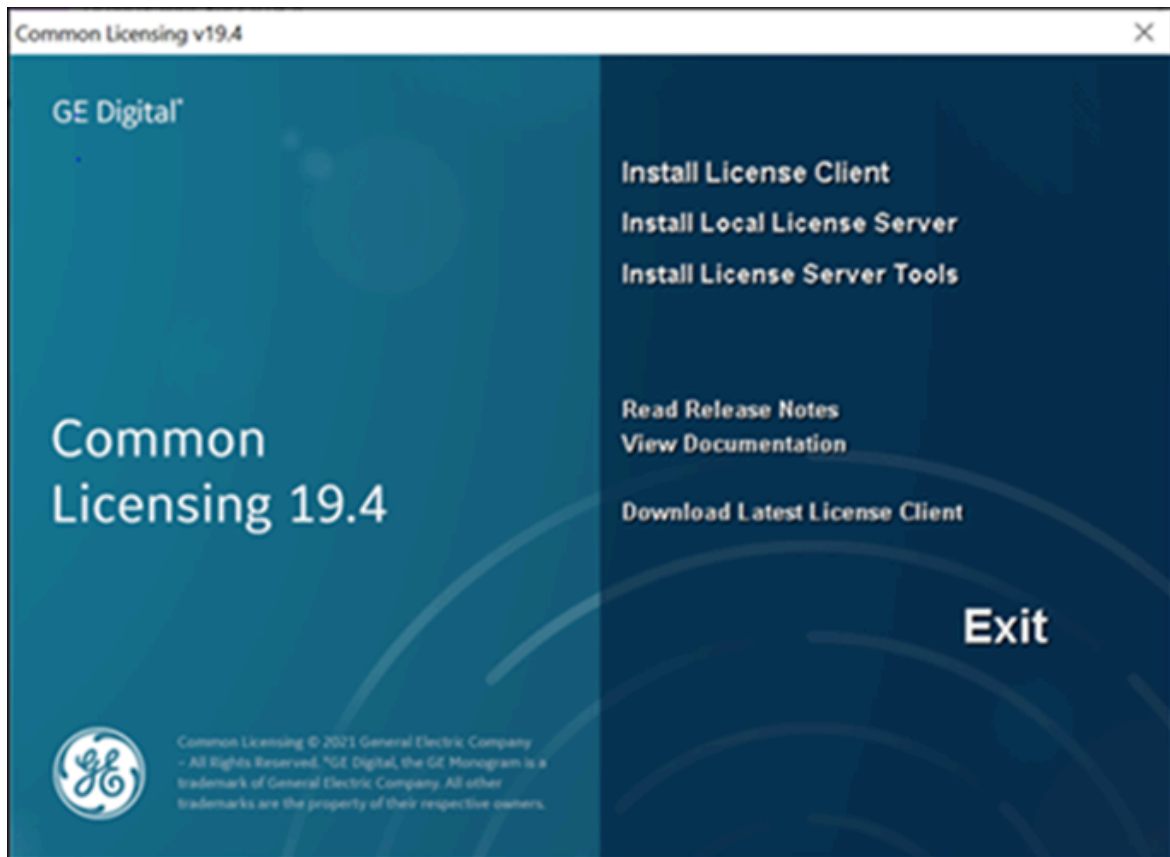 Common Licensing v19.4
GE Digital*
Install License Client
Install Local License Server
Install License Server Tools
Read Release Notes
View Documentation
Download Latest License Client
Exit
Common
Licensing 19.4
GE
Common Licensing © 2021 General Electric Company
– All Rights Reserved. *GE Digital, the GE Monogram is a
trademark of General Electric Company. All other
trademarks are the property of their respective owners.